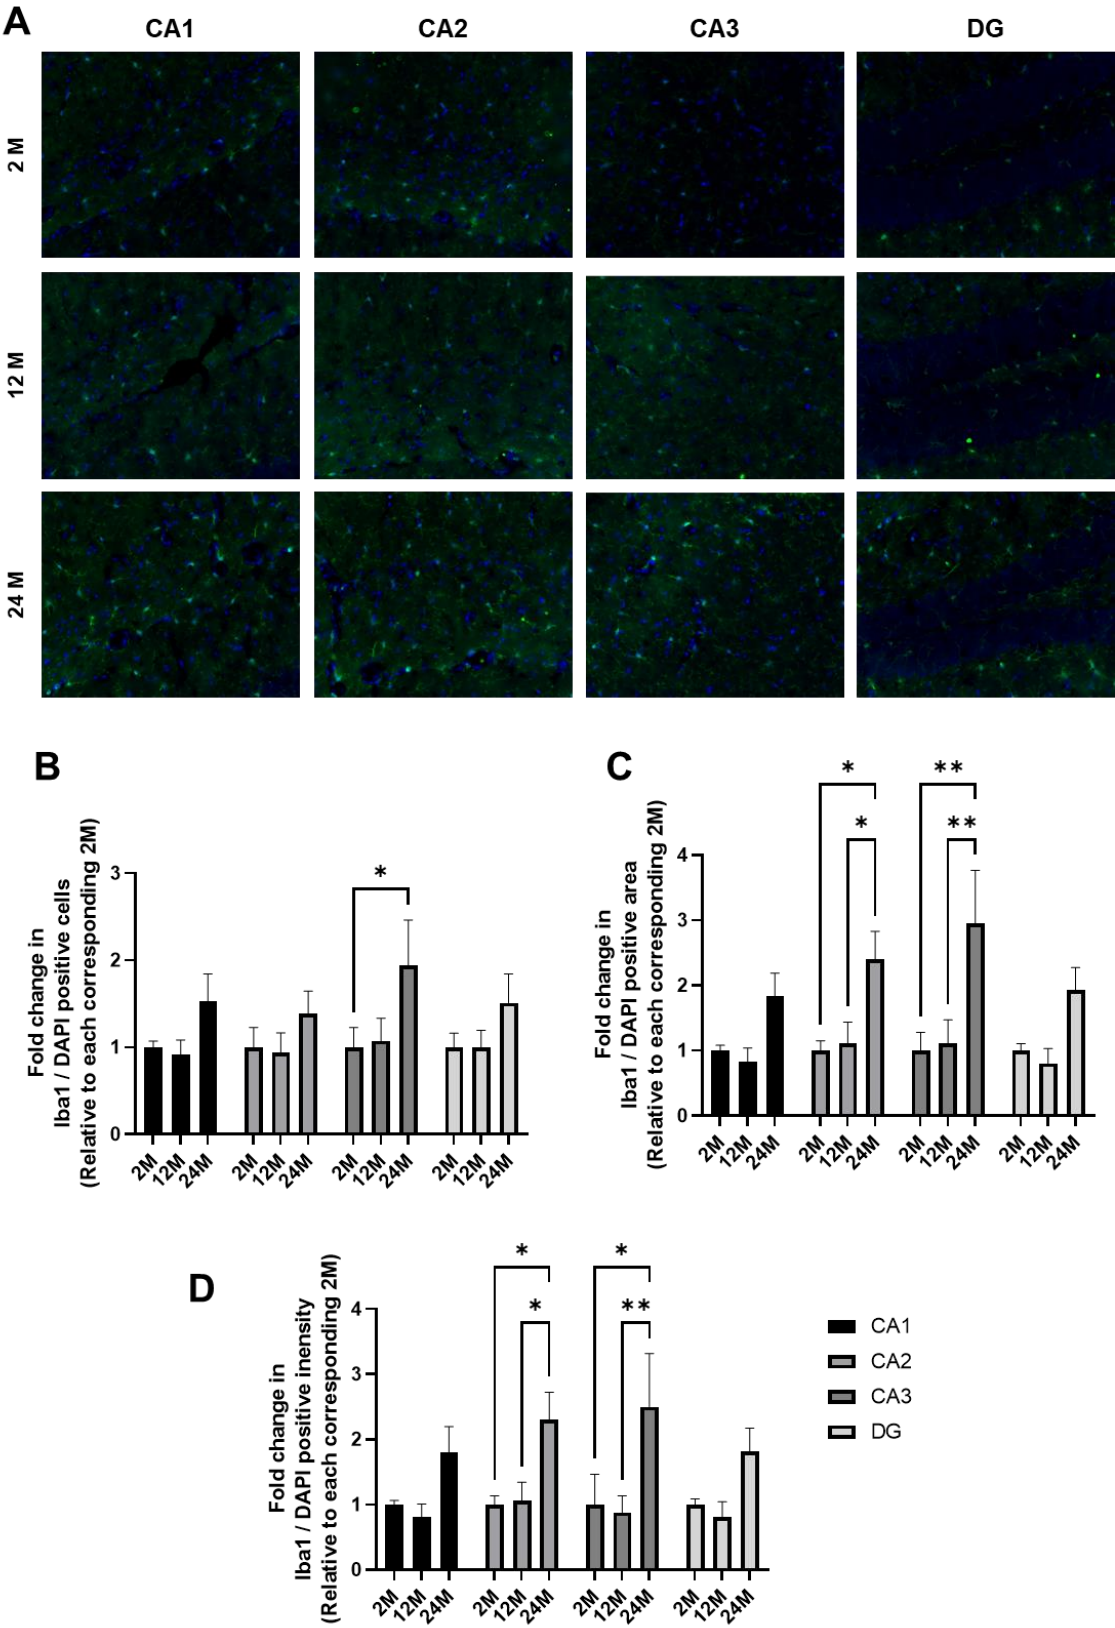 A
CA1 CA2 CA3 DG
2 M
12 M
24 M
B
Fold change in
Iba1 / DAPI positive cells
(Relative to each corresponding 2M)
3
2
1
0
*
2M 12M 24M 2M 12M 24M 2M 12M 24M 2M 12M 24M
C
Fold change in
Iba1 / DAPI positive area
(Relative to each corresponding 2M)
4
3
2
1
0
* **
* **
2M 12M 24M 2M 12M 24M 2M 12M 24M 2M 12M 24M
D
Fold change in
Iba1 / DAPI positive inensity
(Relative to each corresponding 2M)
4
3
2
1
0
* *
* **
2M 12M 24M 2M 12M 24M 2M 12M 24M 2M 12M 24M
CA1
CA2
CA3
DG